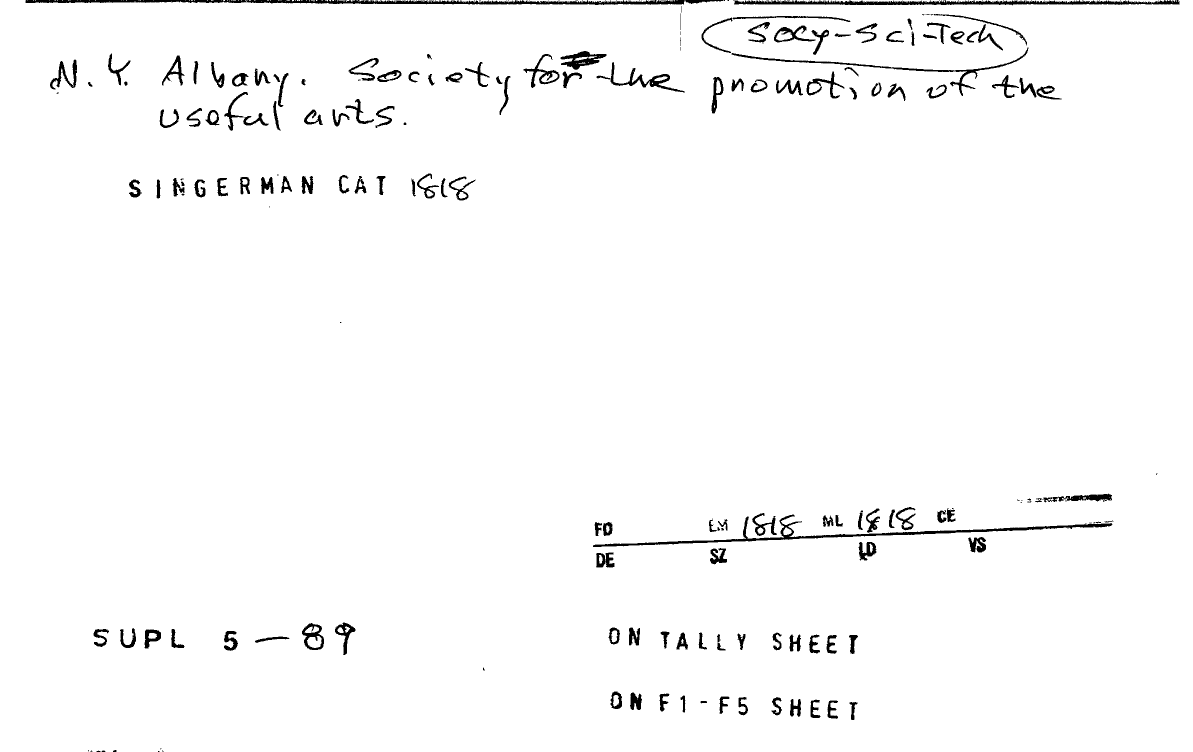 Socy-Sci-Tech
N.Y. Albany. Society for the promotion of the
useful arts.
SINGERMAN CAT 1818
FO EM 1818 ML 1818 CE
DE SZ LD VS
SUPL 5-89
ON TALLY SHEET
ON F1-F5 SHEET